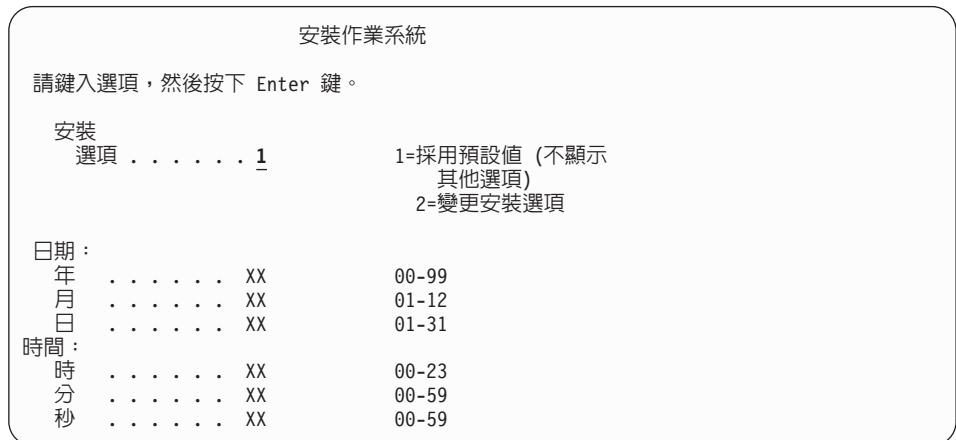 安裝作業系統
請鍵入選項，然後按下 Enter 鍵。
安裝
選項 . . . . . . 1 1=採用預設值 (不顯示
其他選項)
2=變更安裝選項
日期：
年 . . . . . . XX 00-99
月 . . . . . . XX 01-12
日 . . . . . . XX 01-31
時間：
時 . . . . . . XX 00-23
分 . . . . . . XX 00-59
秒 . . . . . . XX 00-59